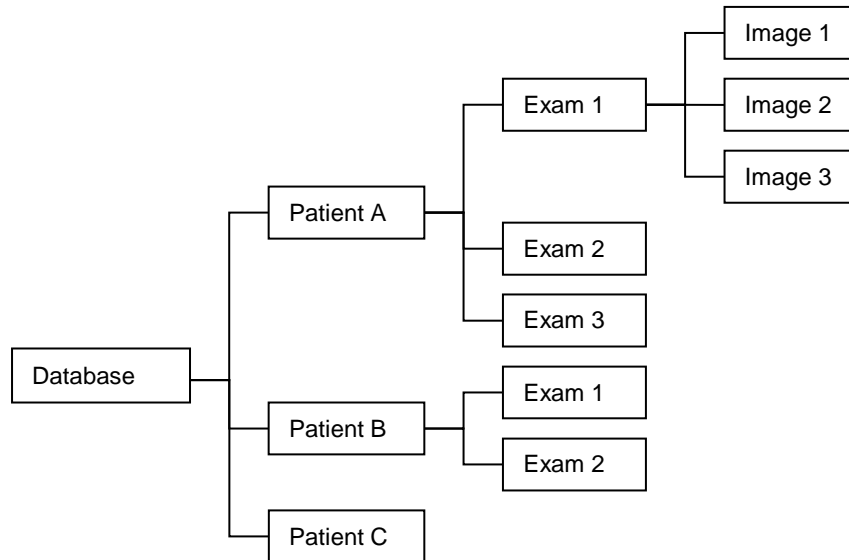 Image 1
Exam 1
Image 2
Image 3
Patient A
Exam 2
Exam 3
Database
Exam 1
Patient B
Exam 2
Patient C